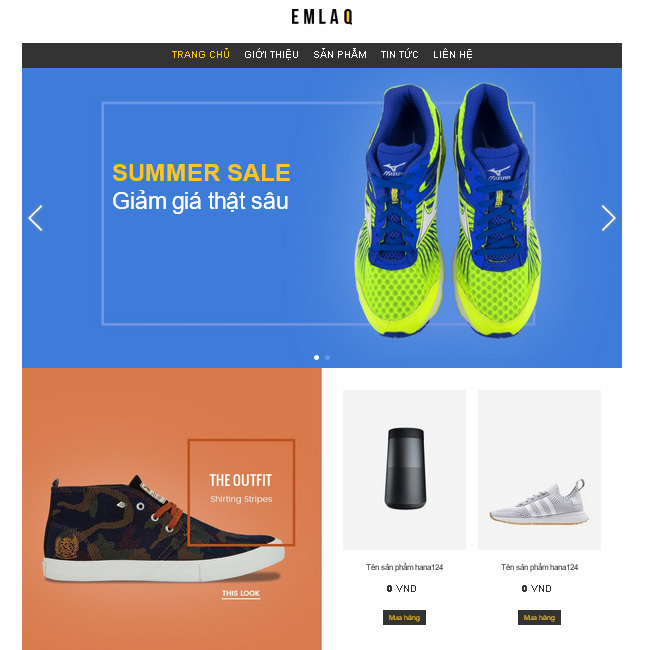 EMLAQ
TRANG CHỦ GIỚI THIỆU SẢN PHẨM TIN TỨC LIÊN HỆ
SUMMER SALE
Giảm giá thật sâu
MIZUNO MIZUNO
THE OUTFIT
Shirting Stripes
THIS LOOK
Tên sản phẩm hana124 Tên sản phẩm hana124
0 VND 0 VND
Mua hàng Mua hàng